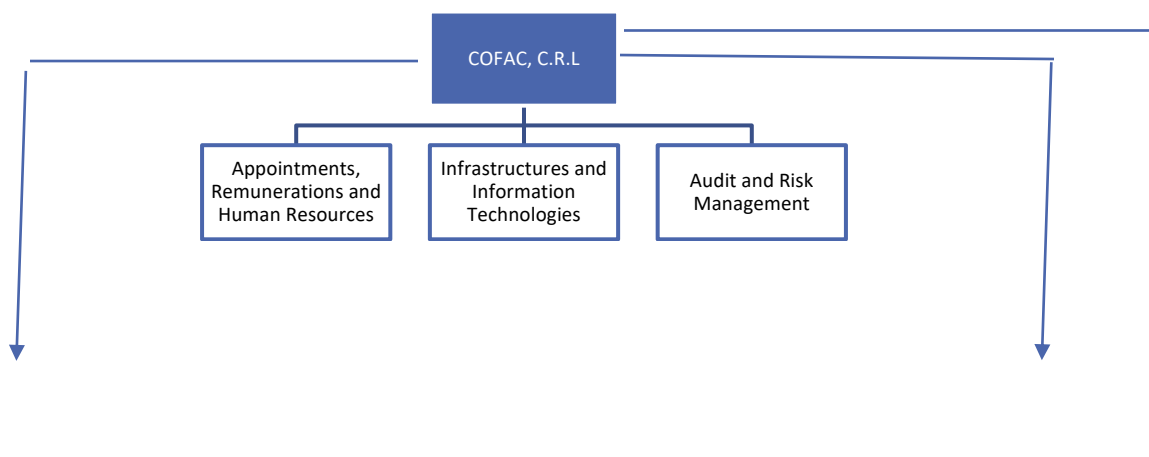 COFAC, C.R.L
Appointments,
Remunerations and
Human Resources
Infrastructures and
Information
Technologies
Audit and Risk
Management